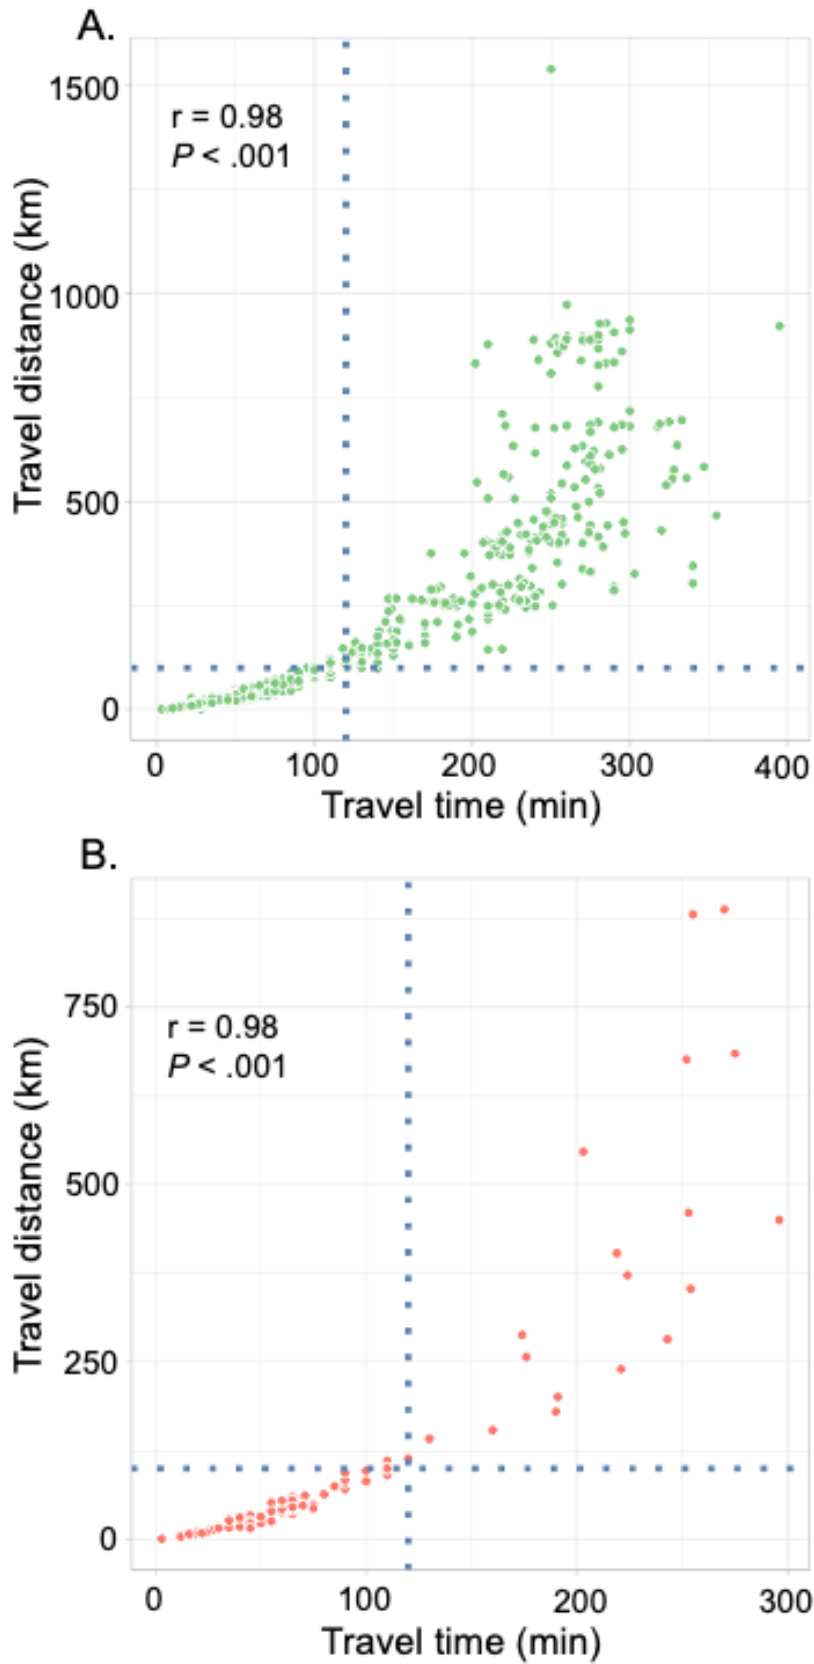 A.
r = 0.98
P < .001
Travel distance (km)
1500
1000
500
0
0 100 200 300 400
Travel time (min)
B.
r = 0.98
P < .001
Travel distance (km)
750
500
250
0
0 100 200 300
Travel time (min)